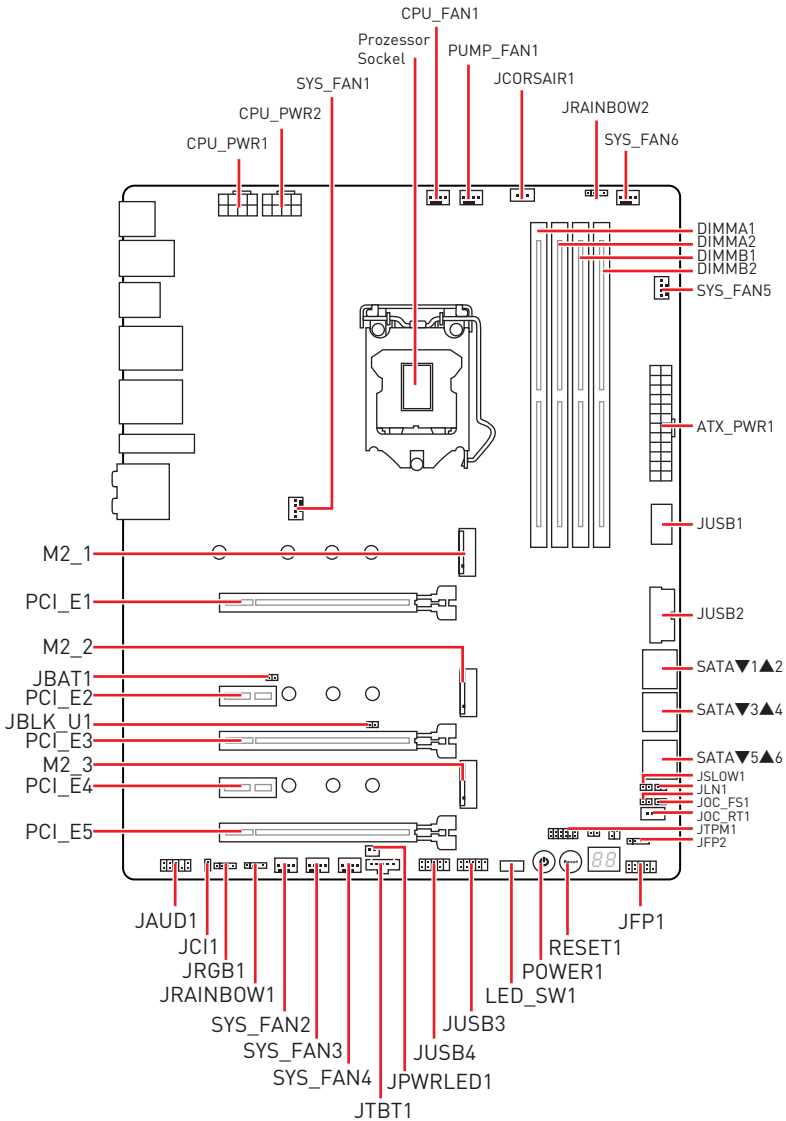 CPU_FAN1
Prozessor
Sockel
PUMP_FAN1
SYS_FAN1
JCORSAIR1
CPU_PWR2
JRAINBOW2
CPU_PWR1
SYS_FAN6
DIMMA1
DIMMA2
DIMMB1
DIMMB2
SYS_FAN5
ATX_PWR1
JUSB1
M2_1
PCI_E1
JUSB2
M2_2
SATA▼1▲2
JBAT1
PCI_E2
SATA▼3▲4
JBLK_U1
PCI_E3
SATA▼5▲6
M2_3
JSLOW1
PCI_E4
JLN1
JOC_FS1
JOC_RT1
PCI_E5
JTPM1
JFP2
Reset
88
JAUD1
JFP1
JCI1
RESET1
JRGB1
POWER1
JRAINBOW1
LED_SW1
SYS_FAN2
JUSB3
SYS_FAN3
JUSB4
SYS_FAN4
JPWRLED1
JTBT1